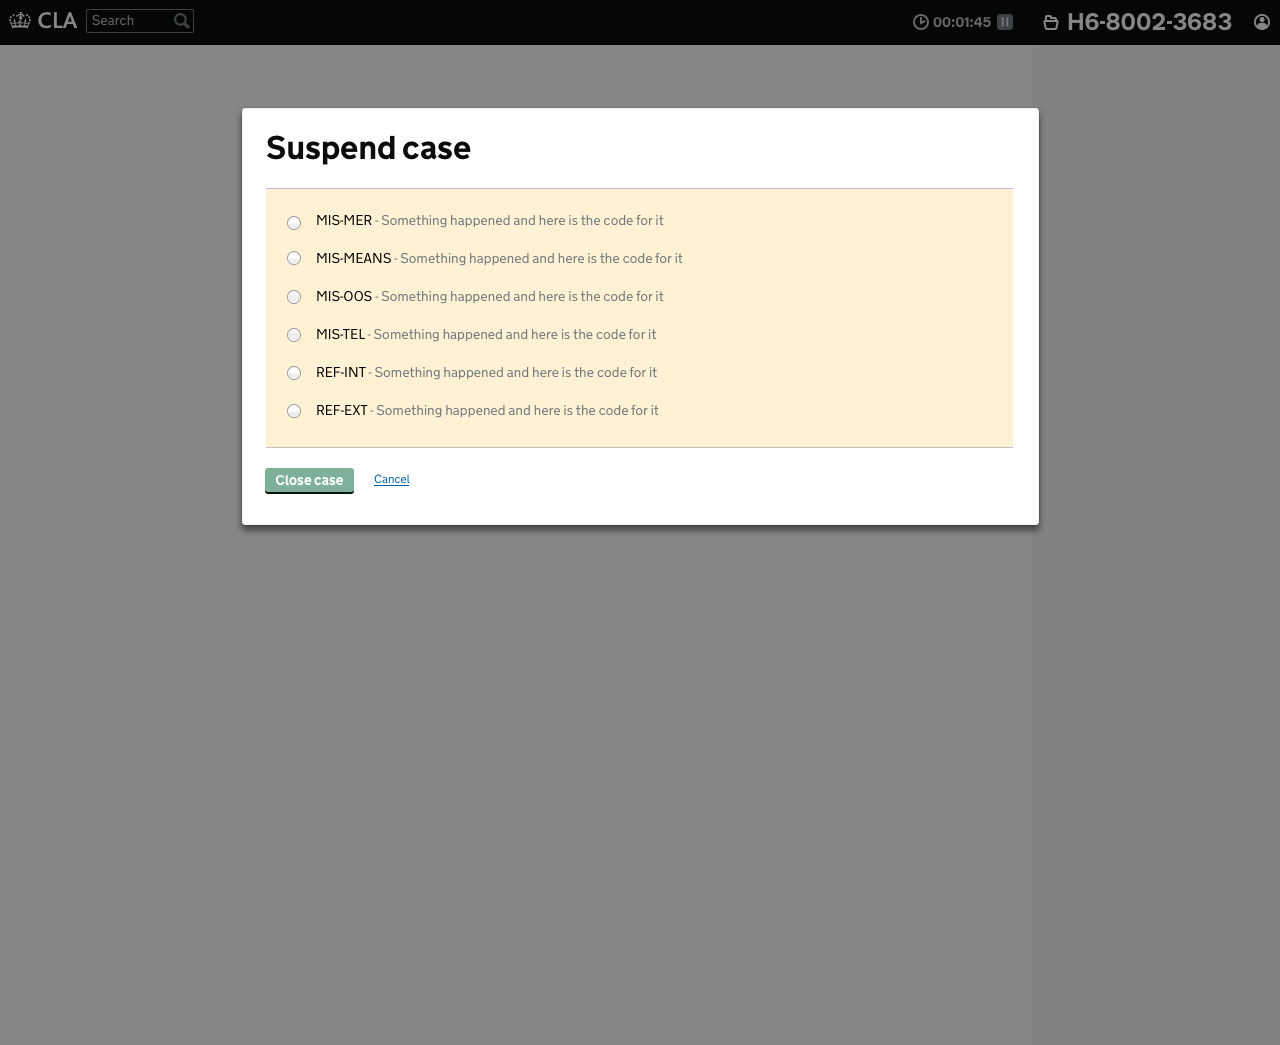 CLA
Search
00:01:45
H6-8002-3683
Suspend case
MIS-MER - Something happened and here is the code for it
MIS-MEANS - Something happened and here is the code for it
MIS-OOS - Something happened and here is the code for it
MIS-TEL - Something happened and here is the code for it
REF-INT - Something happened and here is the code for it
REF-EXT - Something happened and here is the code for it
Close case
Cancel